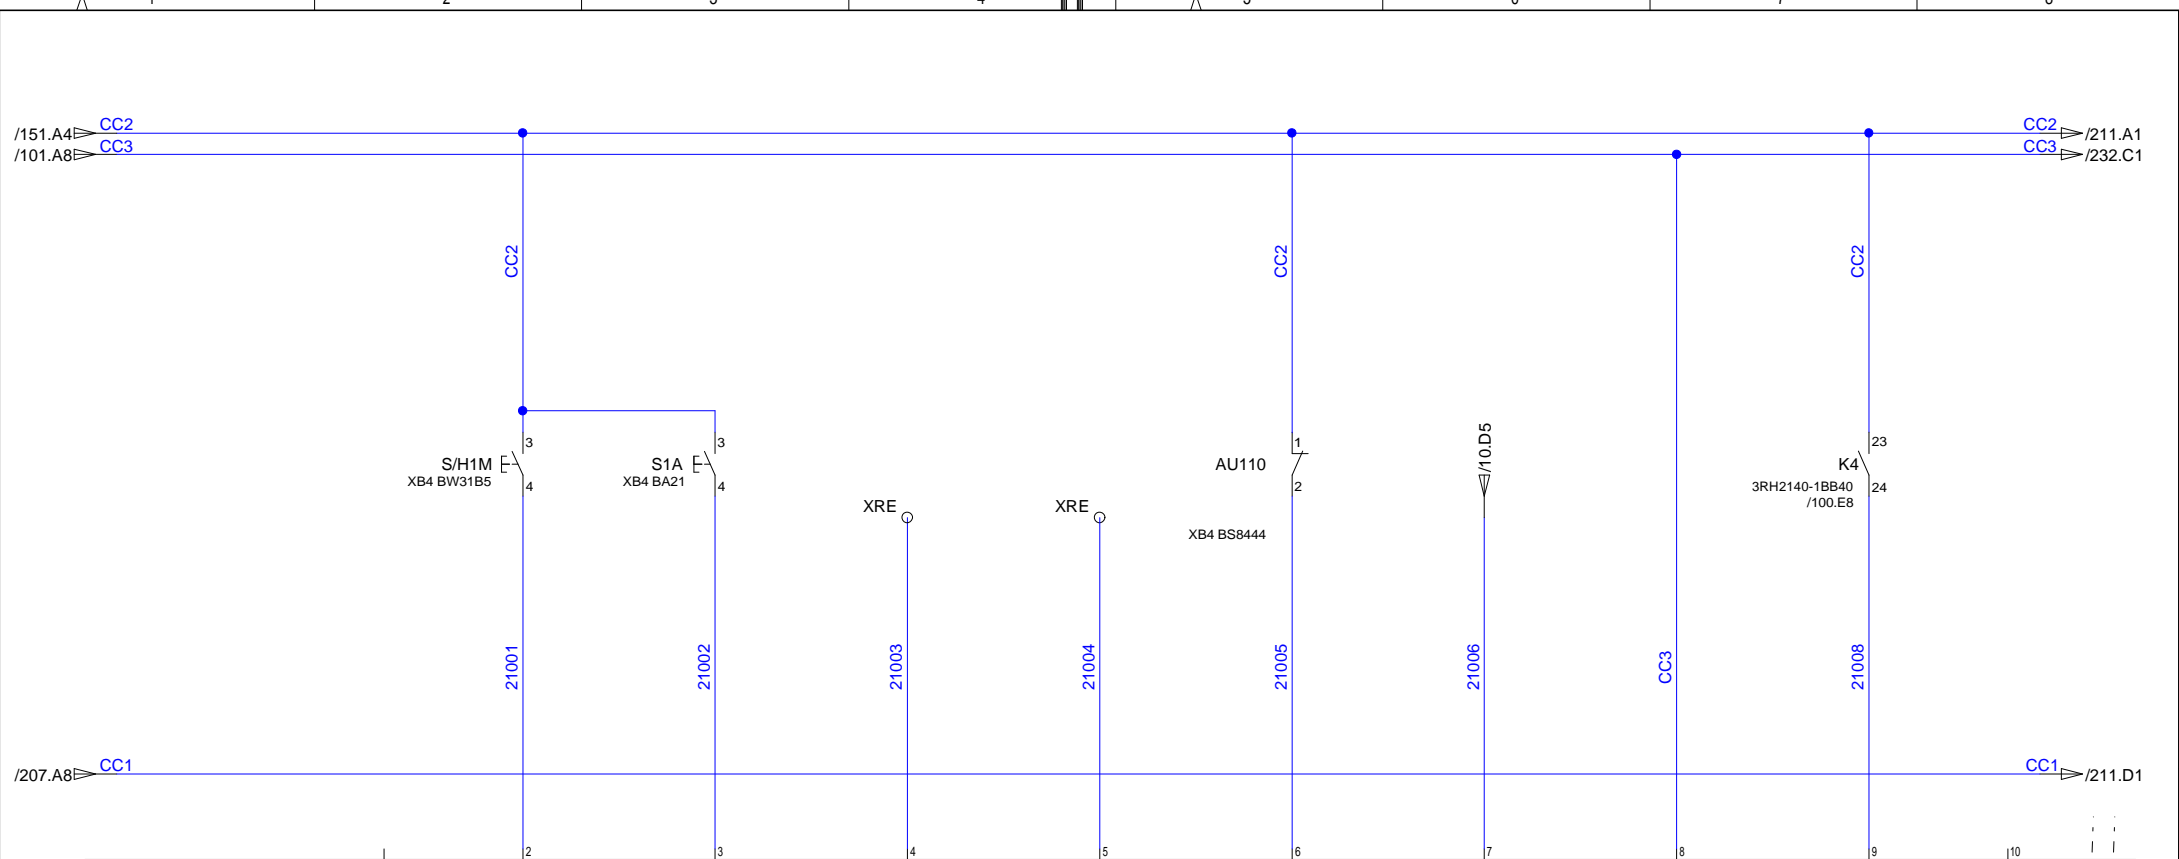 /151.A4 CC2 CC2 /211.A1
/101.A8 CC3 CC3 /232.C1
CC2 CC2 CC2
3 3 1 /10.D5 23
S/H1M S1A AU110 K4
XB4 BW31B5 XB4 BA21
4 4 2 3RH2140-1BB40 24
/100.E8
XRE XRE
XB4 BS8444
21001 21002 21003 21004 21005 21006 CC3 21008
/207.A8 CC1 CC1 /211.D1
2 3 4 5 6 7 8 9 10